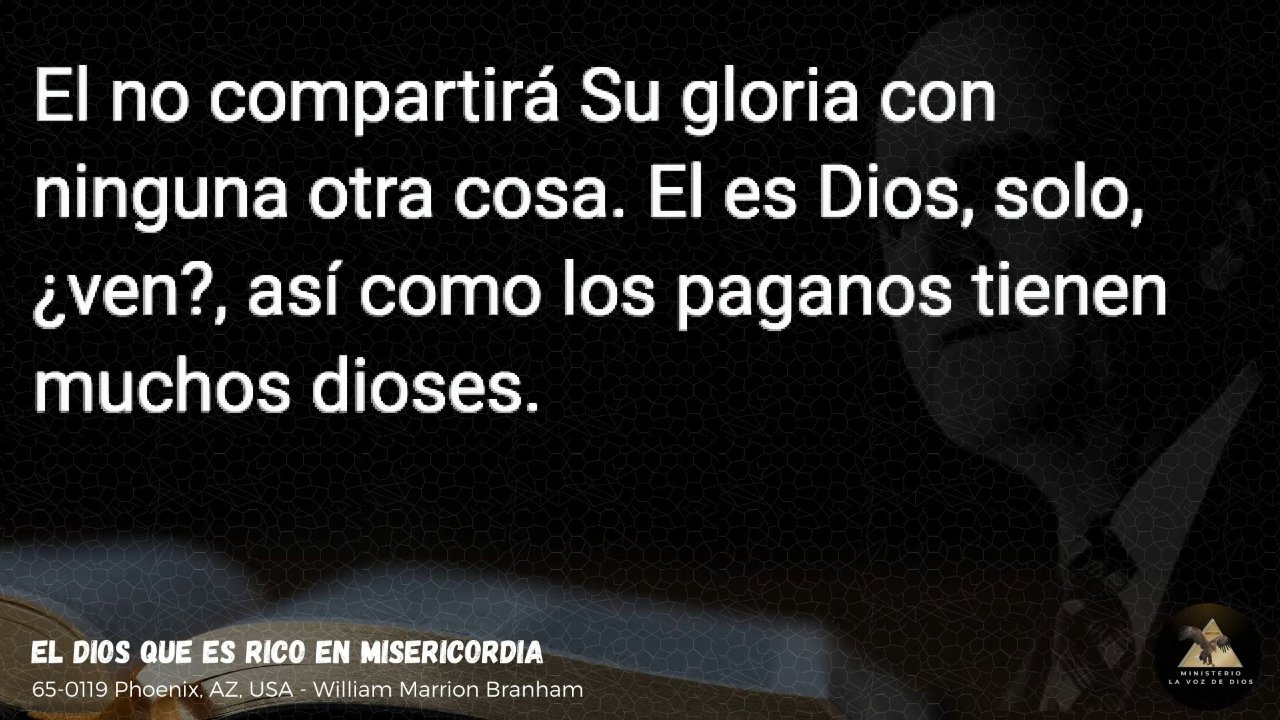 El no compartirá Su gloria con
ninguna otra cosa. El es Dios, solo,
¿ven?, así como los paganos tienen
muchos dioses.
EL DIOS QUE ES RICO EN MISERICORDIA
65-0119 Phoenix, AZ, USA - William Marrion Branham
MINISTERIO
LA VOZ DE DIOS